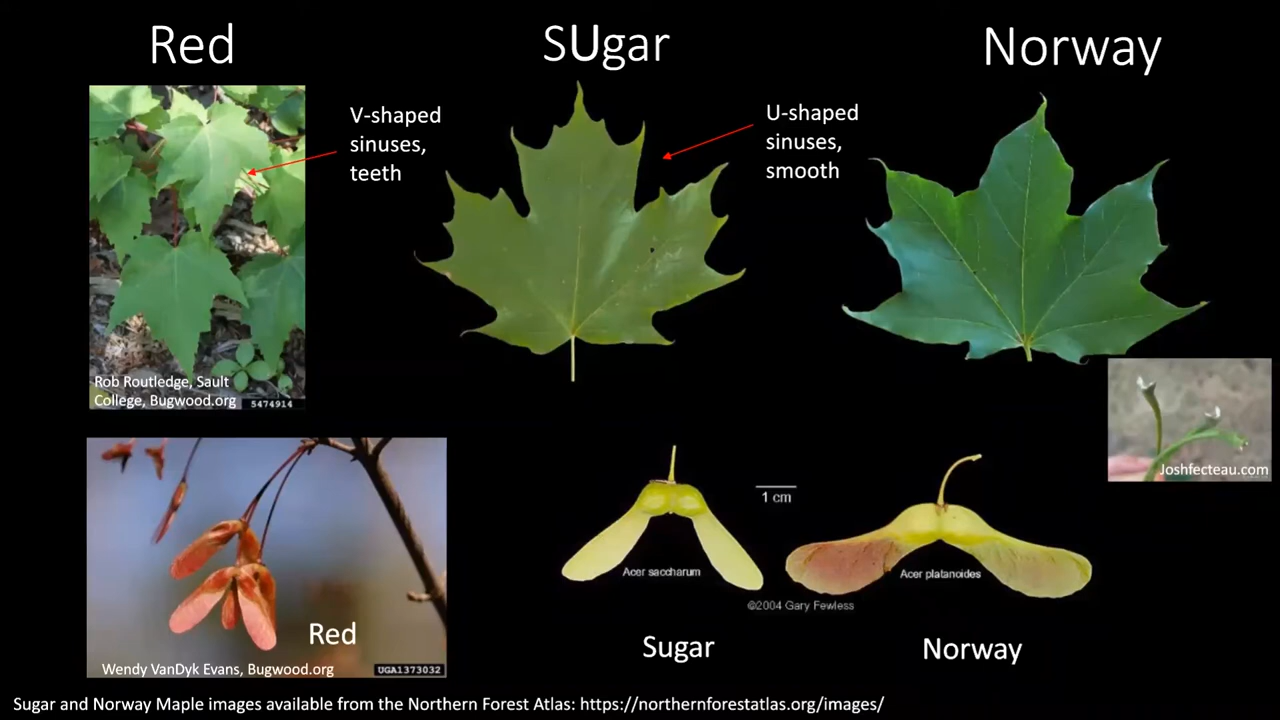 Red
SUgar
Norway
V-shaped
sinuses,
teeth
U-shaped
sinuses,
smooth
Rob Routledge, Sault
College, Bugwood.org
5474914
Joshfecteau.com
1 cm
Acer saccharum
Acer platanoides
©2004 Gary Fewless
Red
Wendy VanDyk Evans, Bugwood.org
UGA1373032
Sugar
Norway
Sugar and Norway Maple images available from the Northern Forest Atlas: https://northernforestatlas.org/images/